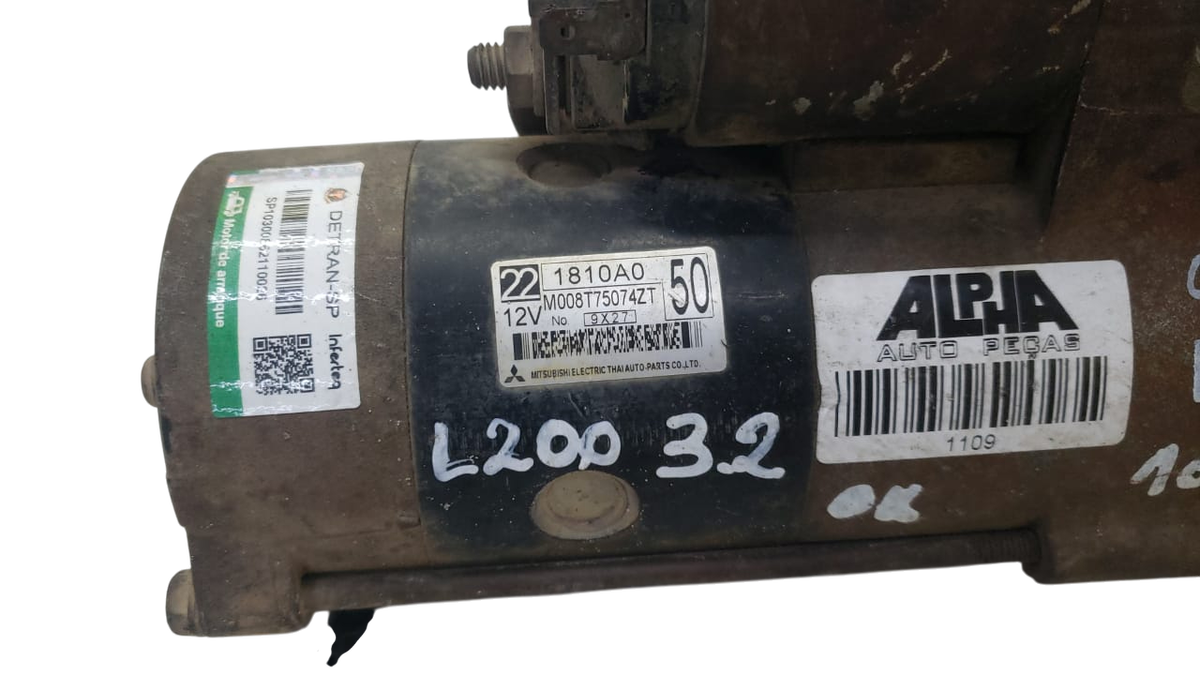 DETRAN-SP
Infertec
Motor de arranque
22
1810A0
50
M008T75074ZT
12V
No.
9X27
MITSUBISHI ELECTRIC THAI AUTO-PARTS CO.,LTD.
ALPHA
AUTO PEÇAS
1109
L200 3.2
OK